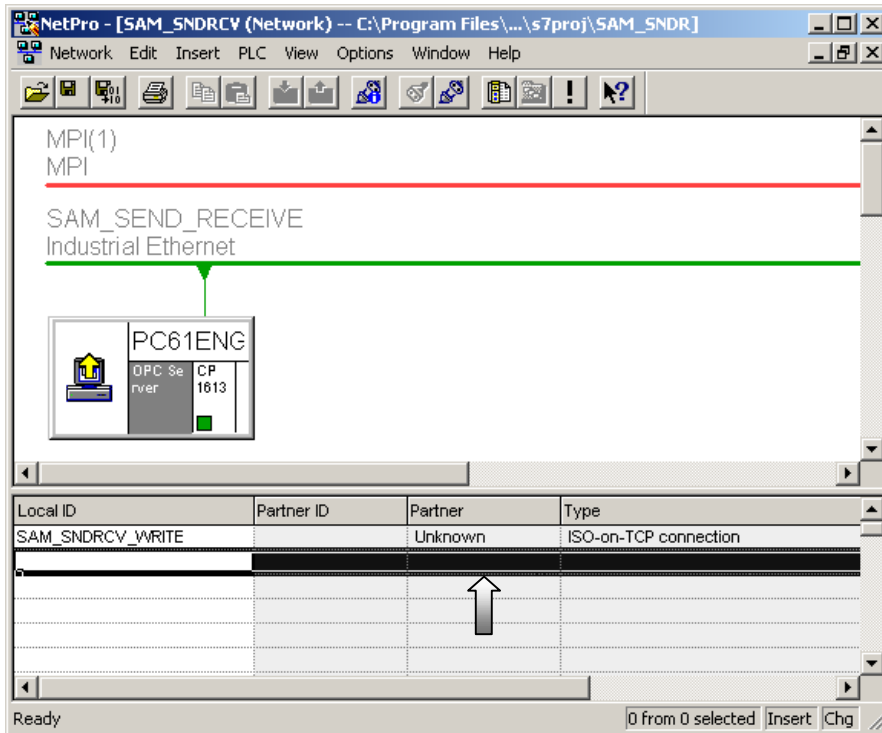 NetPro - [SAM_SNDRCV (Network) -- C:\Program Files\...\s7proj\SAM_SNDR]
Network Edit Insert PLC View Options Window Help
MPI(1)
MPI
SAM_SEND_RECEIVE
Industrial Ethernet
PC61ENG
OPC Se
rver
CP
1613
Local ID Partner ID Partner Type
SAM_SNDRCV_WRITE Unknown ISO-on-TCP connection
Ready 0 from 0 selected Insert Chg